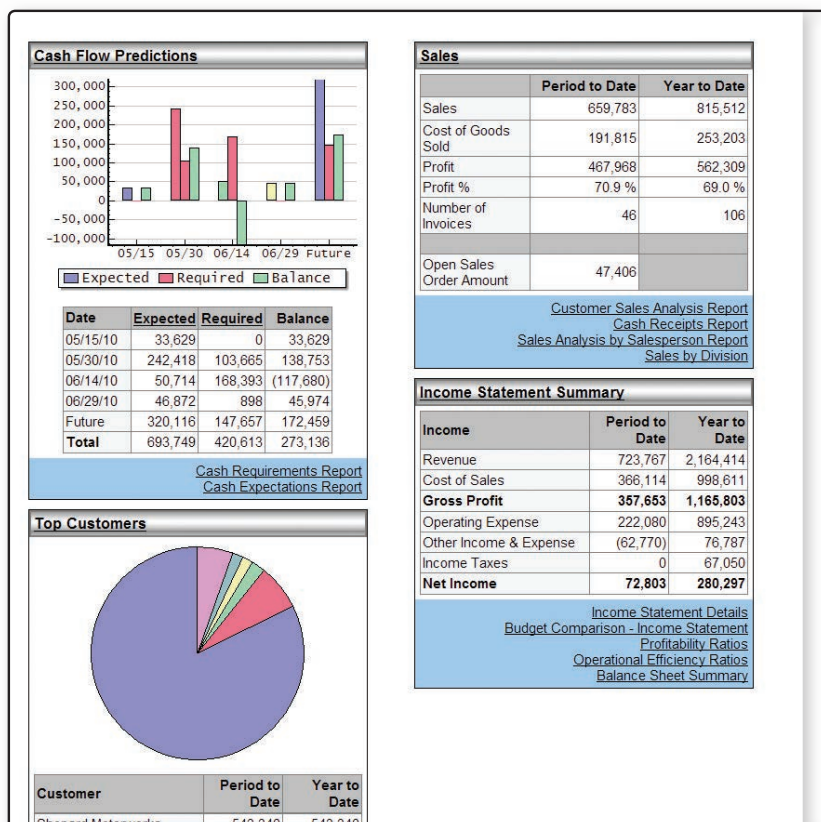 Cash Flow Predictions
300,000
250,000
200,000
150,000
100,000
50,000
0
-50,000
-100,000
05/15 05/30 06/14 06/29 Future
Expected Required Balance
Date Expected Required Balance
05/15/10 33,629 0 33,629
05/30/10 242,418 103,665 138,753
06/14/10 50,714 168,393 (117,680)
06/29/10 46,872 898 45,974
Future 320,116 147,657 172,459
Total 693,749 420,613 273,136
Cash Requirements Report
Cash Expectations Report
Top Customers
Customer Period to Date Year to Date
Sales
Period to Date Year to Date
Sales 659,783 815,512
Cost of Goods Sold 191,815 253,203
Profit 467,968 562,309
Profit % 70.9 % 69.0 %
Number of Invoices 46 106
Open Sales Order Amount 47,406
Customer Sales Analysis Report
Cash Receipts Report
Sales Analysis by Salesperson Report
Sales by Division
Income Statement Summary
Income Period to Date Year to Date
Revenue 723,767 2,164,414
Cost of Sales 366,114 998,611
Gross Profit 357,653 1,165,803
Operating Expense 222,080 895,243
Other Income & Expense (62,770) 76,787
Income Taxes 0 67,050
Net Income 72,803 280,297
Income Statement Details
Budget Comparison - Income Statement
Profitability Ratios
Operational Efficiency Ratios
Balance Sheet Summary